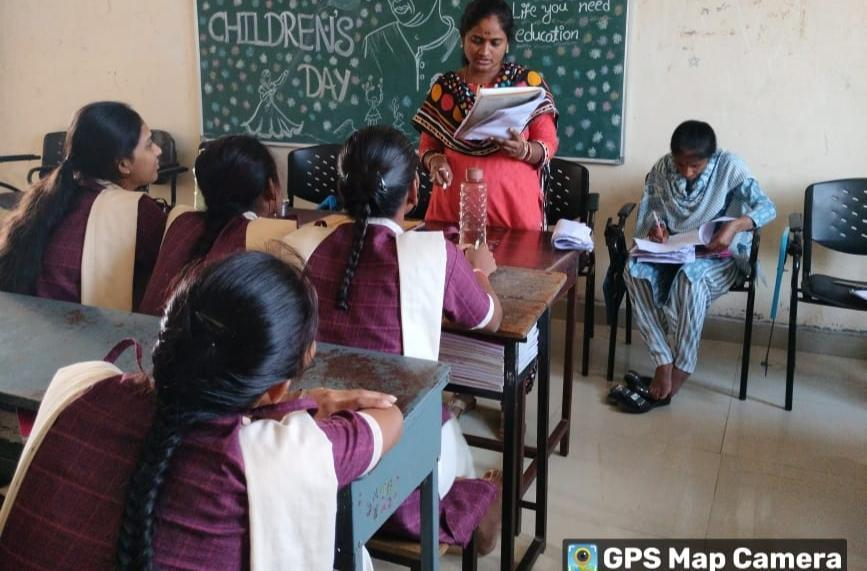 CHILDREN'S
DAY
Life you need
education
GPS Map Camera